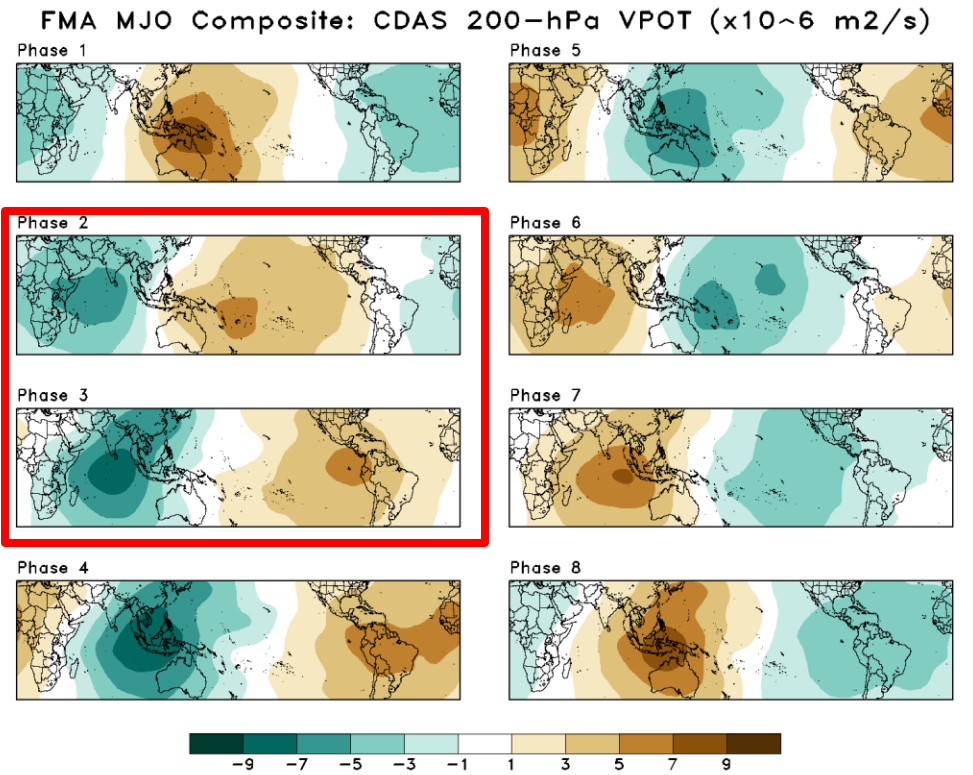 FMA MJO Composite: CDAS 200-hPa VPOT (x10^6 m2/s)
Phase 1
Phase 5
Phase 2
Phase 6
Phase 3
Phase 7
Phase 4
Phase 8
-9 -7 -5 -3 -1 1 3 5 7 9